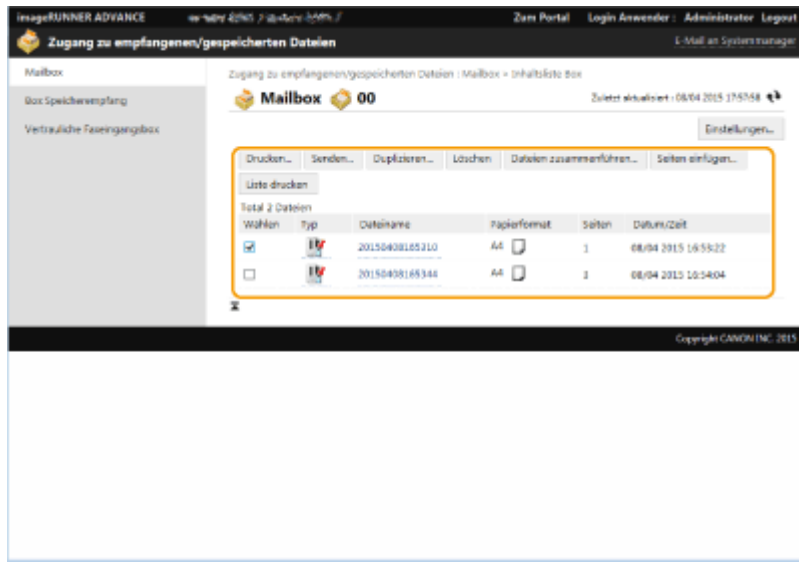 imageRUNNER ADVANCE Zum Portal Login Anwender : Administrator Logout
Zugang zu empfangenen/gespeicherten Dateien E-Mail an Systemmanager
Mailbox
Box Speicherempfang
Vertrauliche Faxeingangsbox
Zugang zu empfangenen/gespeicherten Dateien : Mailbox > Inhaltsliste Box
Mailbox 00 Zuletzt aktualisiert : 08/04 2015 17:57:58
Einstellungen...
Drucken... Senden... Duplizieren... Löschen Dateien zusammenführen... Seiten einfügen...
Liste drucken
Total 2 Dateien
Wählen Typ Dateiname Papierformat Seiten Datum/Zeit
20150408165310 A4 1 08/04 2015 16:53:22
20150408165344 A4 1 08/04 2015 16:54:04
Copyright CANON INC. 2015